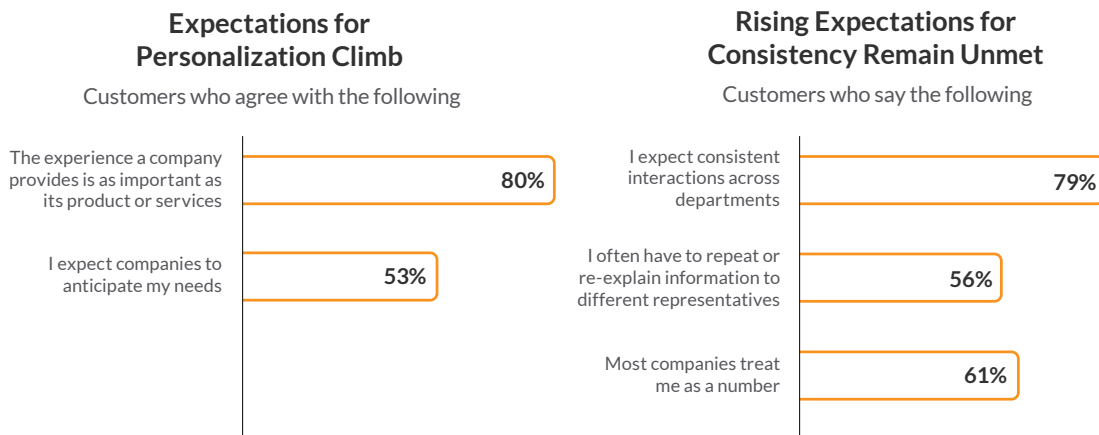 Expectations for
Personalization Climb
Customers who agree with the following
The experience a company
provides is as important as
its product or services
80%
I expect companies to
anticipate my needs
53%
Rising Expectations for
Consistency Remain Unmet
Customers who say the following
I expect consistent
interactions across
departments
79%
I often have to repeat or
re-explain information to
different representatives
56%
Most companies treat
me as a number
61%